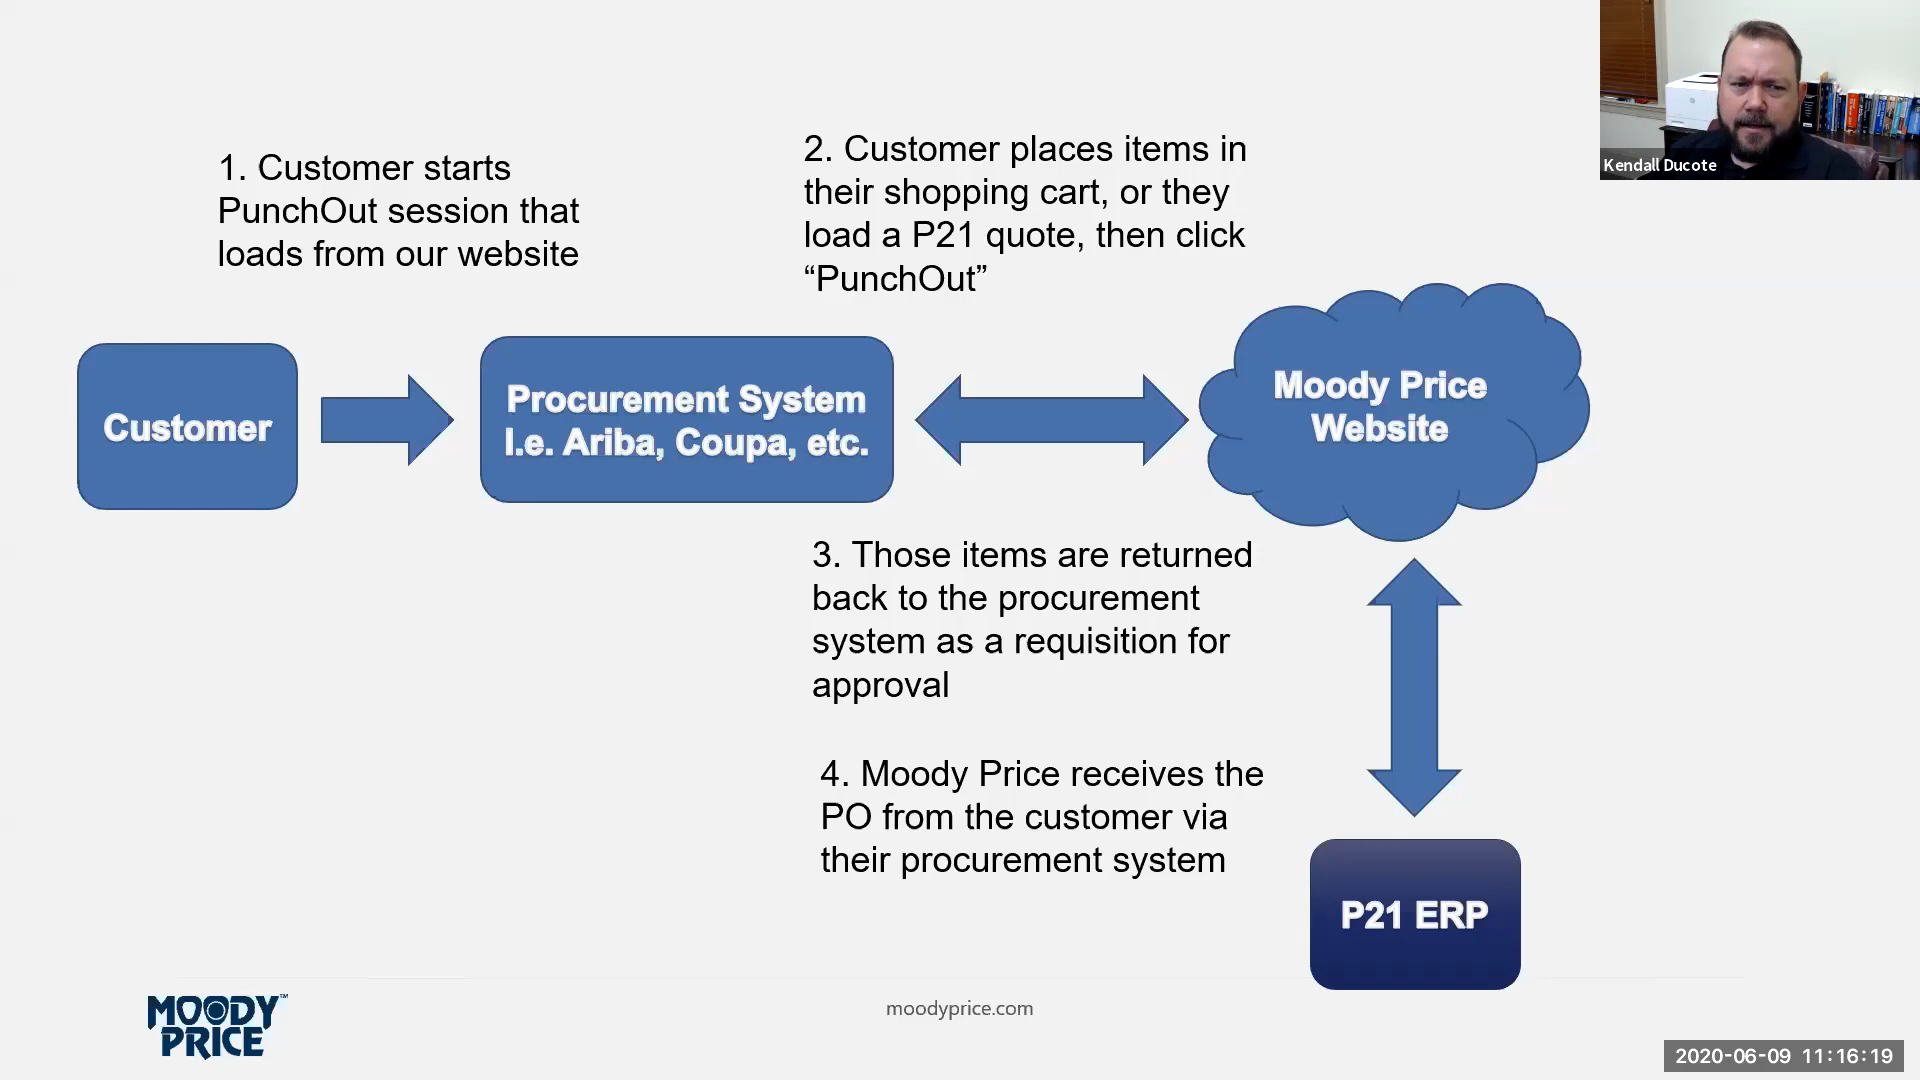 Kendall Ducote
1. Customer starts
PunchOut session that
loads from our website
2. Customer places items in
their shopping cart, or they
load a P21 quote, then click
“PunchOut”
Customer
Procurement System
I.e. Ariba, Coupa, etc.
Moody Price
Website
3. Those items are returned
back to the procurement
system as a requisition for
approval
4. Moody Price receives the
PO from the customer via
their procurement system
P21 ERP
MOODY™
PRICE
moodyprice.com
2020-06-09 11:16:19